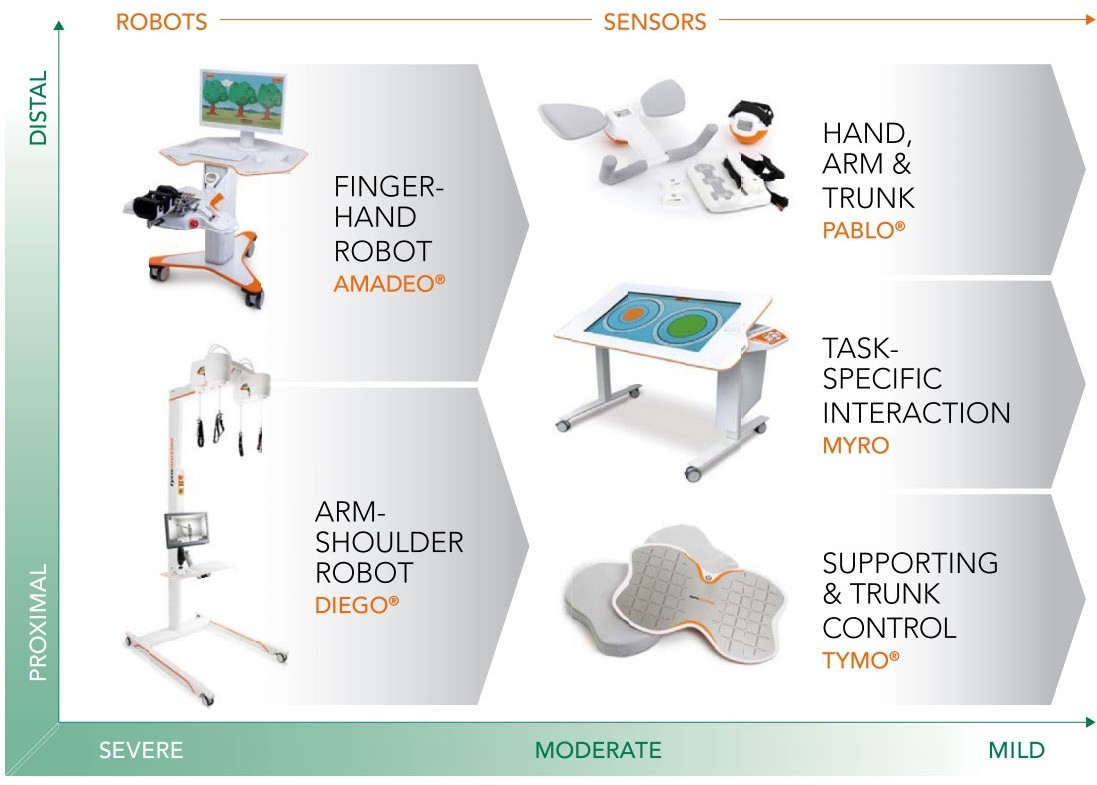 ROBOTS
SENSORS
DISTAL
PROXIMAL
FINGER-
HAND
ROBOT
AMADEO®
ARM-
SHOULDER
ROBOT
DIEGO®
HAND,
ARM &
TRUNK
PABLO®
TASK-
SPECIFIC
INTERACTION
MYRO
SUPPORTING
& TRUNK
CONTROL
TYMO®
SEVERE
MODERATE
MILD